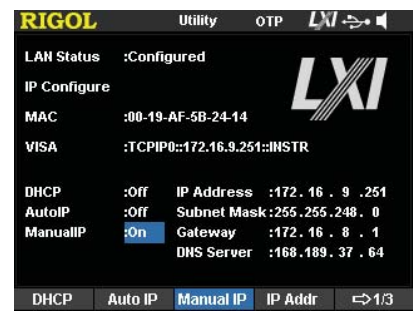 RIGOL Utility OTP LXI
LAN Status :Configured
IP Configure
LXI
MAC :00-19-AF-5B-24-14
VISA :TCPIP0::172.16.9.251::INSTR
DHCP :Off IP Address :172. 16 . 9 .251
AutoIP :Off Subnet Mask:255.255.248. 0
ManualIP :On Gateway :172. 16 . 8 . 1
DNS Server :168.189. 37 . 64
DHCP Auto IP Manual IP IP Addr ⇨1/3